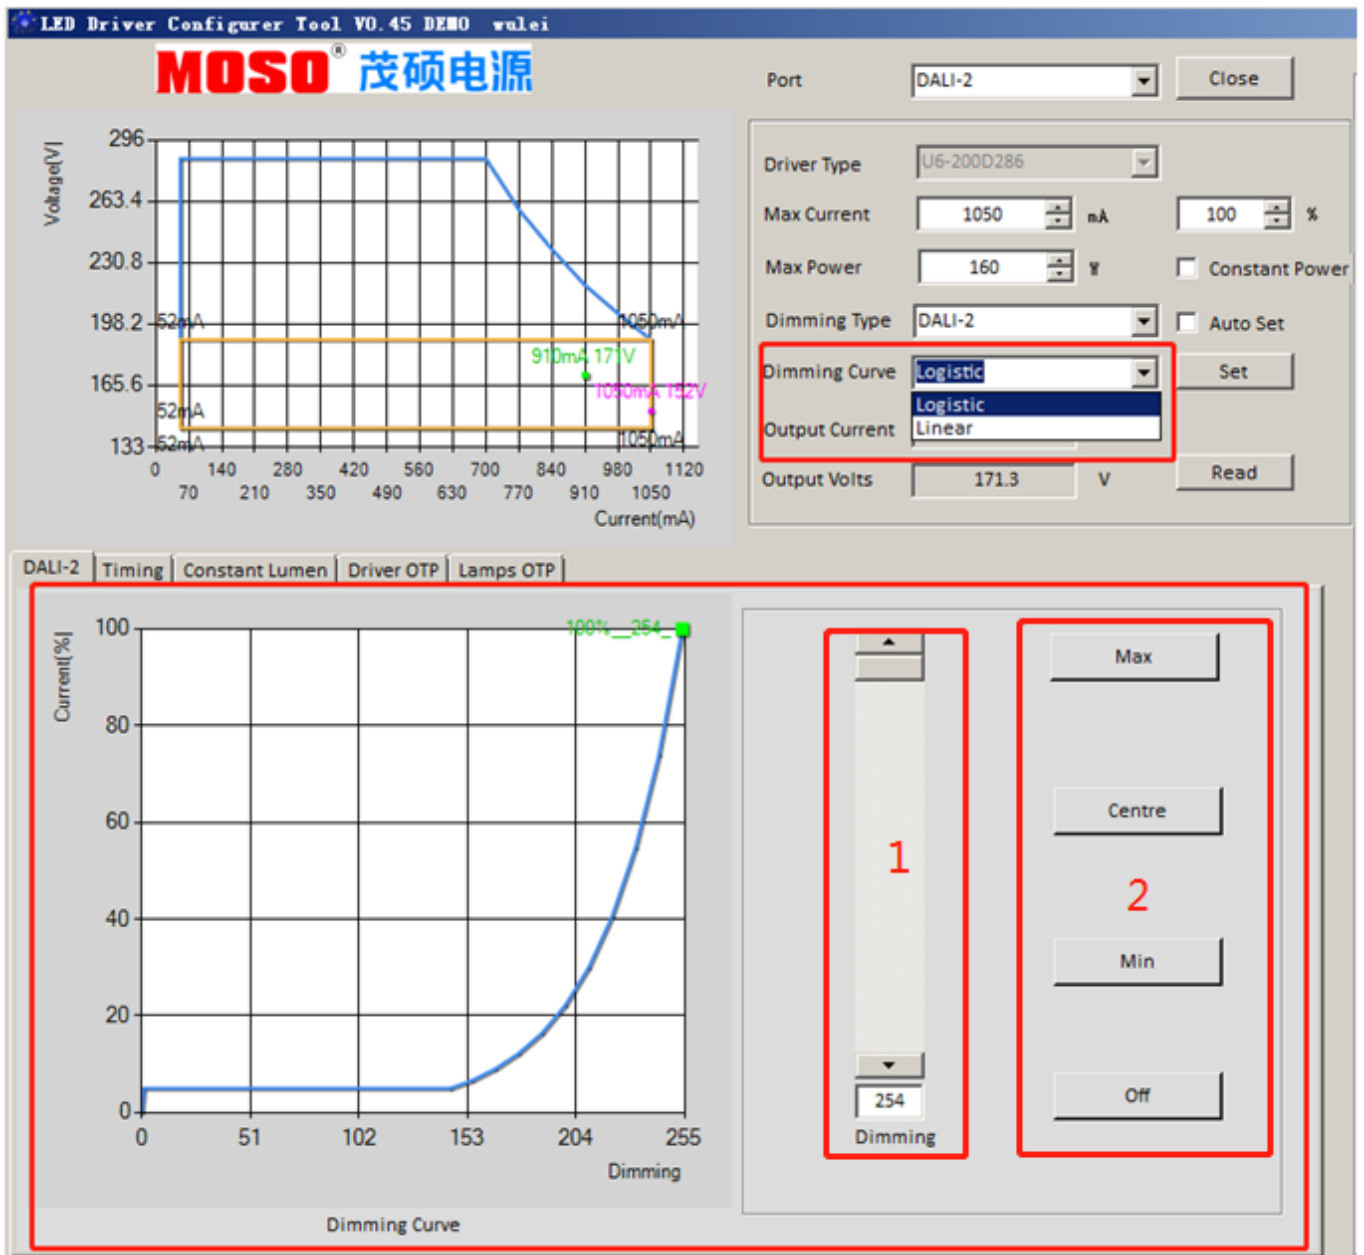 LED Driver Configurer Tool V0.45 DEMO wulei
MOSO® 茂硕电源
Port DALI-2 Close
Voltage[V]
296
263.4
230.8
198.2
165.6
133
52mA
1050mA
910mA 171V
1050mA 152V
52mA
52mA
1050mA
0 140 280 420 560 700 840 980 1120
70 210 350 490 630 770 910 1050
Current(mA)
Driver Type U6-200D286
Max Current 1050 mA 100 %
Max Power 160 W Constant Power
Dimming Type DALI-2 Auto Set
Dimming Curve Logistic Set
Logistic
Linear
Output Current
Output Volts 171.3 V Read
DALI-2 Timing Constant Lumen Driver OTP Lamps OTP
Current[%]
100
80
60
40
20
0
100%__254_
0 51 102 153 204 255
Dimming
Dimming Curve
1
254
Dimming
Max
Centre
2
Min
Off